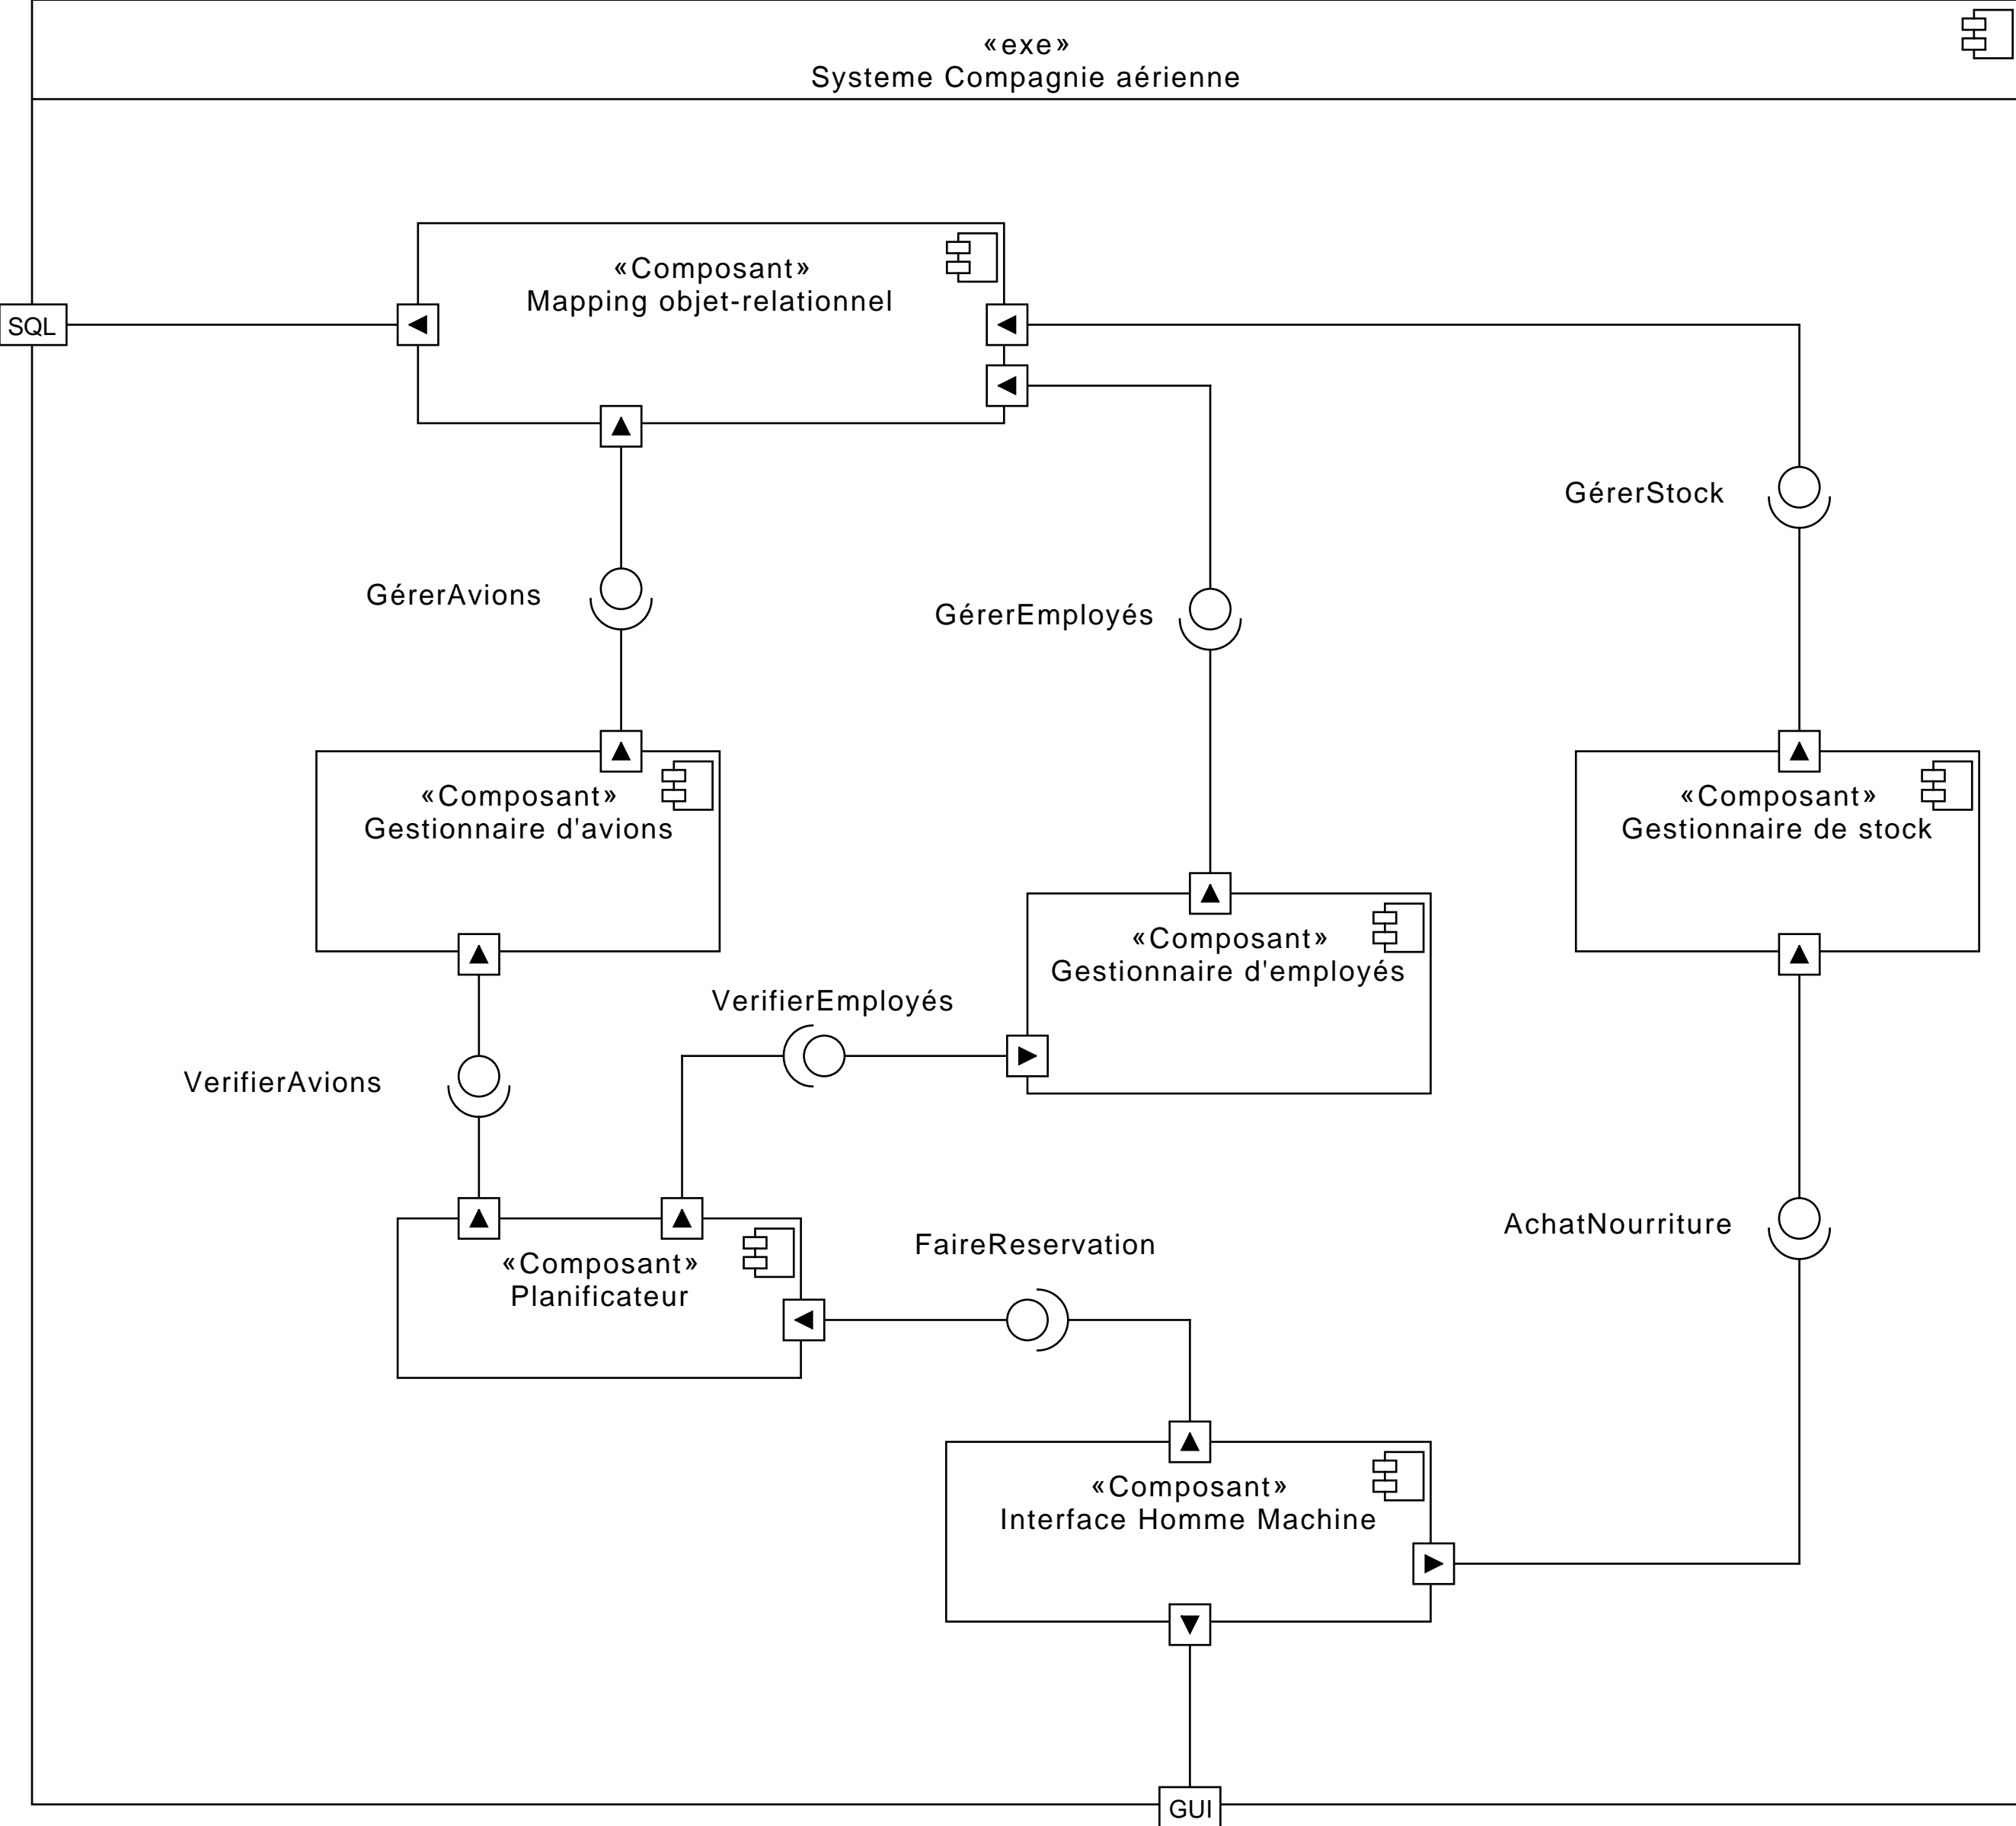 «exe»
Systeme Compagnie aérienne
«Composant»
Mapping objet-relationnel
SQL
GérerStock
GérerAvions
GérerEmployés
«Composant»
Gestionnaire d'avions
«Composant»
Gestionnaire de stock
«Composant»
Gestionnaire d'employés
VerifierEmployés
VerifierAvions
AchatNourriture
FaireReservation
«Composant»
Planificateur
«Composant»
Interface Homme Machine
GUI